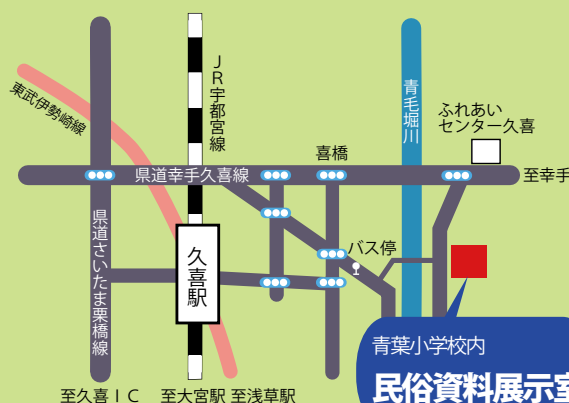 東武伊勢崎線
JR宇都宮線
青毛堀川
ふれあい
センター久喜
喜橋
県道幸手久喜線
至幸手
県道さいたま栗橋線
久喜駅
バス停
青葉小学校内
民俗資料展示室
至久喜IC
至大宮駅
至浅草駅